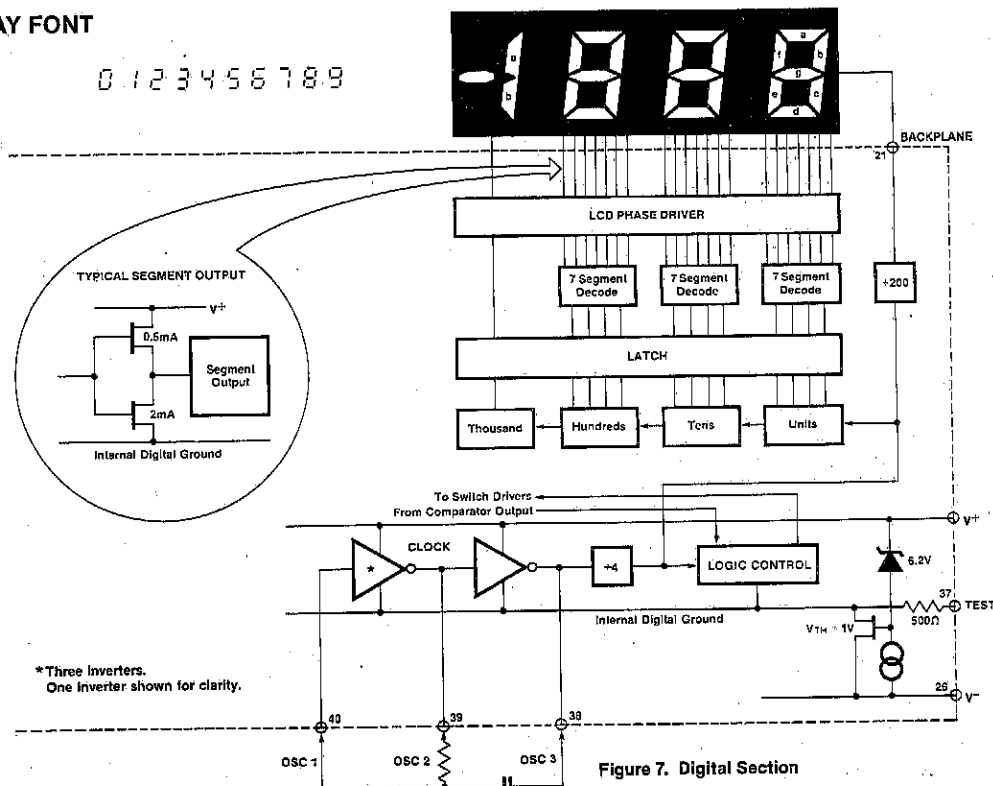 AY FONT
0 1 2 3 4 5 6 7 8 9
a
b
a
b
c
d
e
f
g
BACKPLANE
21
LCD PHASE DRIVER
TYPICAL SEGMENT OUTPUT
V+
0.5mA
Segment
Output
2mA
Internal Digital Ground
7 Segment
Decode
7 Segment
Decode
7 Segment
Decode
÷200
LATCH
Thousand
Hundreds
Tens
Units
To Switch Drivers
From Comparator Output
V+
CLOCK
*
÷4
LOGIC CONTROL
6.2V
37
TEST
500Ω
Internal Digital Ground
VTH = 1V
26
V-
*Three Inverters.
One Inverter shown for clarity.
40
39
38
OSC 1
OSC 2
OSC 3
Figure 7. Digital Section